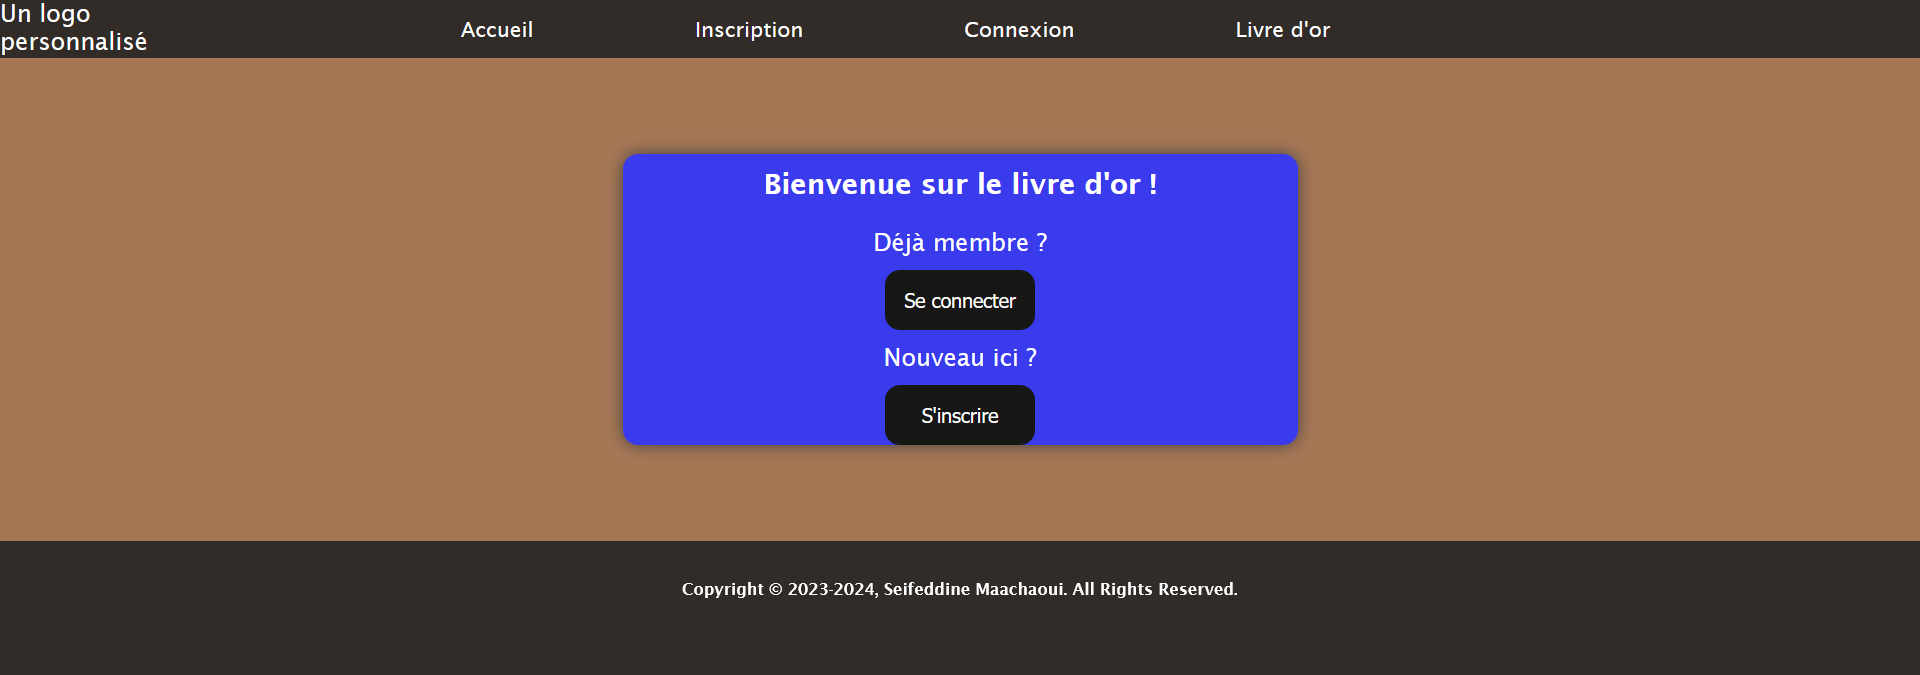 Un logo
personnalisé
Accueil
Inscription
Connexion
Livre d'or
Bienvenue sur le livre d'or !
Déjà membre ?
Se connecter
Nouveau ici ?
S'inscrire
Copyright © 2023-2024, Seifeddine Maachaoui. All Rights Reserved.